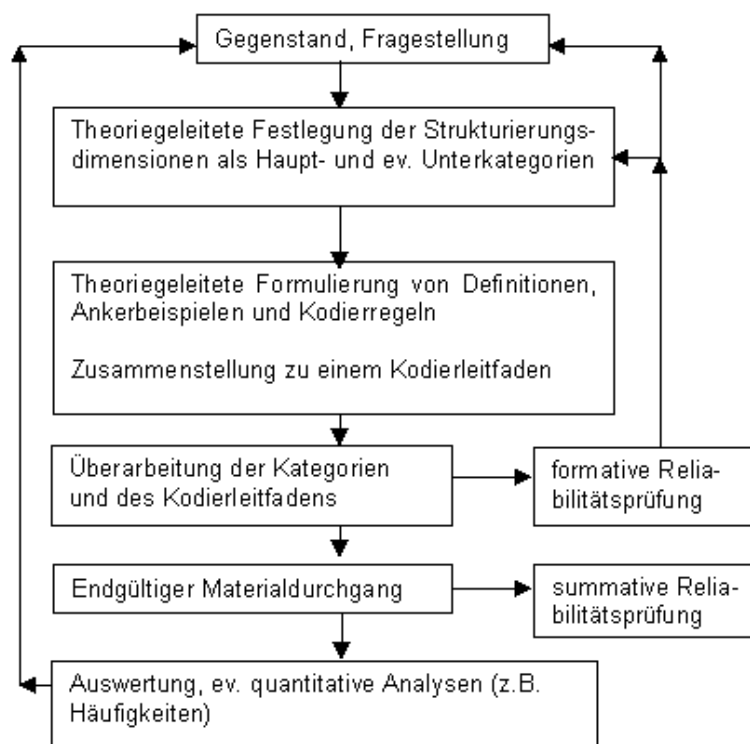 Gegenstand, Fragestellung
Theoriegeleitete Festlegung der Strukturierungs-
dimensionen als Haupt- und ev. Unterkategorien
Theoriegeleitete Formulierung von Definitionen,
Ankerbeispielen und Kodierregeln
Zusammenstellung zu einem Kodierleitfaden
Überarbeitung der Kategorien
und des Kodierleitfadens
formative Relia-
bilitätsprüfung
Endgültiger Materialdurchgang
summative Relia-
bilitätsprüfung
Auswertung, ev. quantitative Analysen (z.B.
Häufigkeiten)